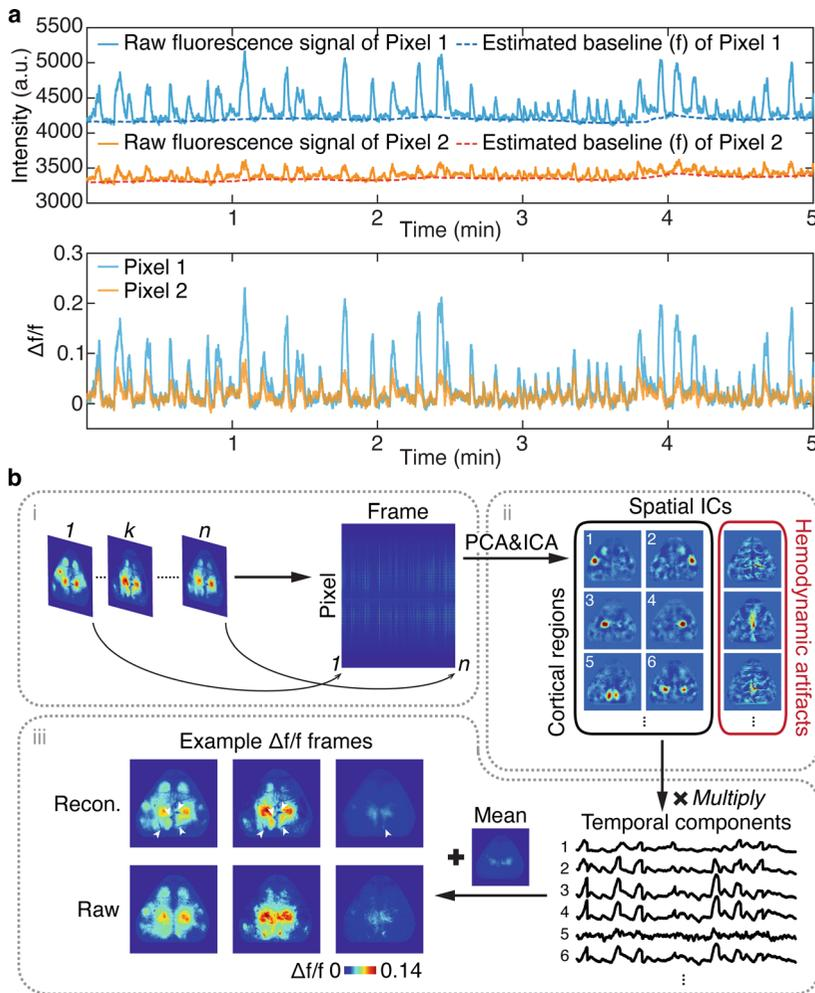 a
5500
5000
4500
4000
3500
3000
Intensity (a.u.)
Raw fluorescence signal of Pixel 1
Estimated baseline (f) of Pixel 1
Raw fluorescence signal of Pixel 2
Estimated baseline (f) of Pixel 2
1 2 3 4 5
Time (min)
0.3
0.2
0.1
0
Δf/f
Pixel 1
Pixel 2
1 2 3 4 5
Time (min)
b
i
1 k n
Frame
Pixel
1 n
PCA&ICA
ii
Spatial ICs
Cortical regions
1 2
3 4
5 6
Hemodynamic artifacts
Multiply
Temporal components
1
2
3
4
5
6
Mean
iii
Example Δf/f frames
Recon.
Raw
Δf/f 0 0.14